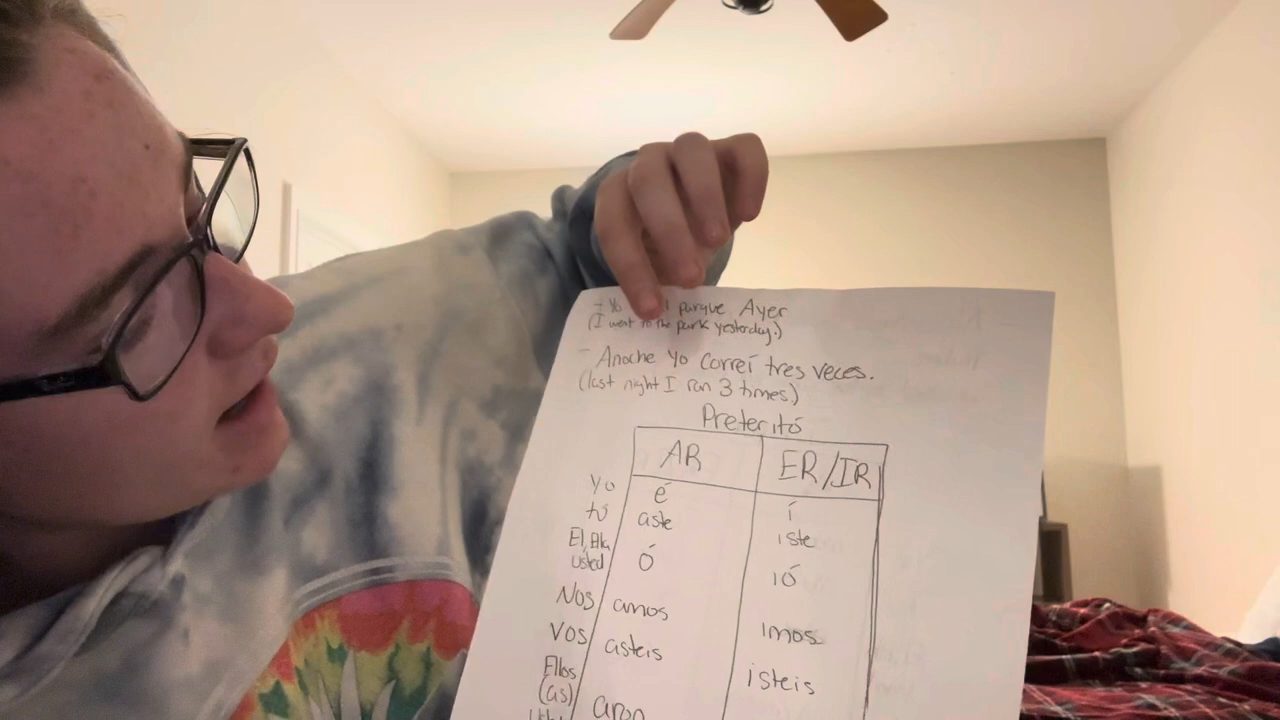 - Yo l parque Ayer
(I went to the park yesterday.)
- Anoche Yo Correí tres veces.
(last night I ran 3 times.)
Preteritó
AR ER/IR
Yo é í
tú aste iste
El, Ella,
usted ó ió
Nos amos imos
Vos asteis isteis
Ellos
(as)
aron